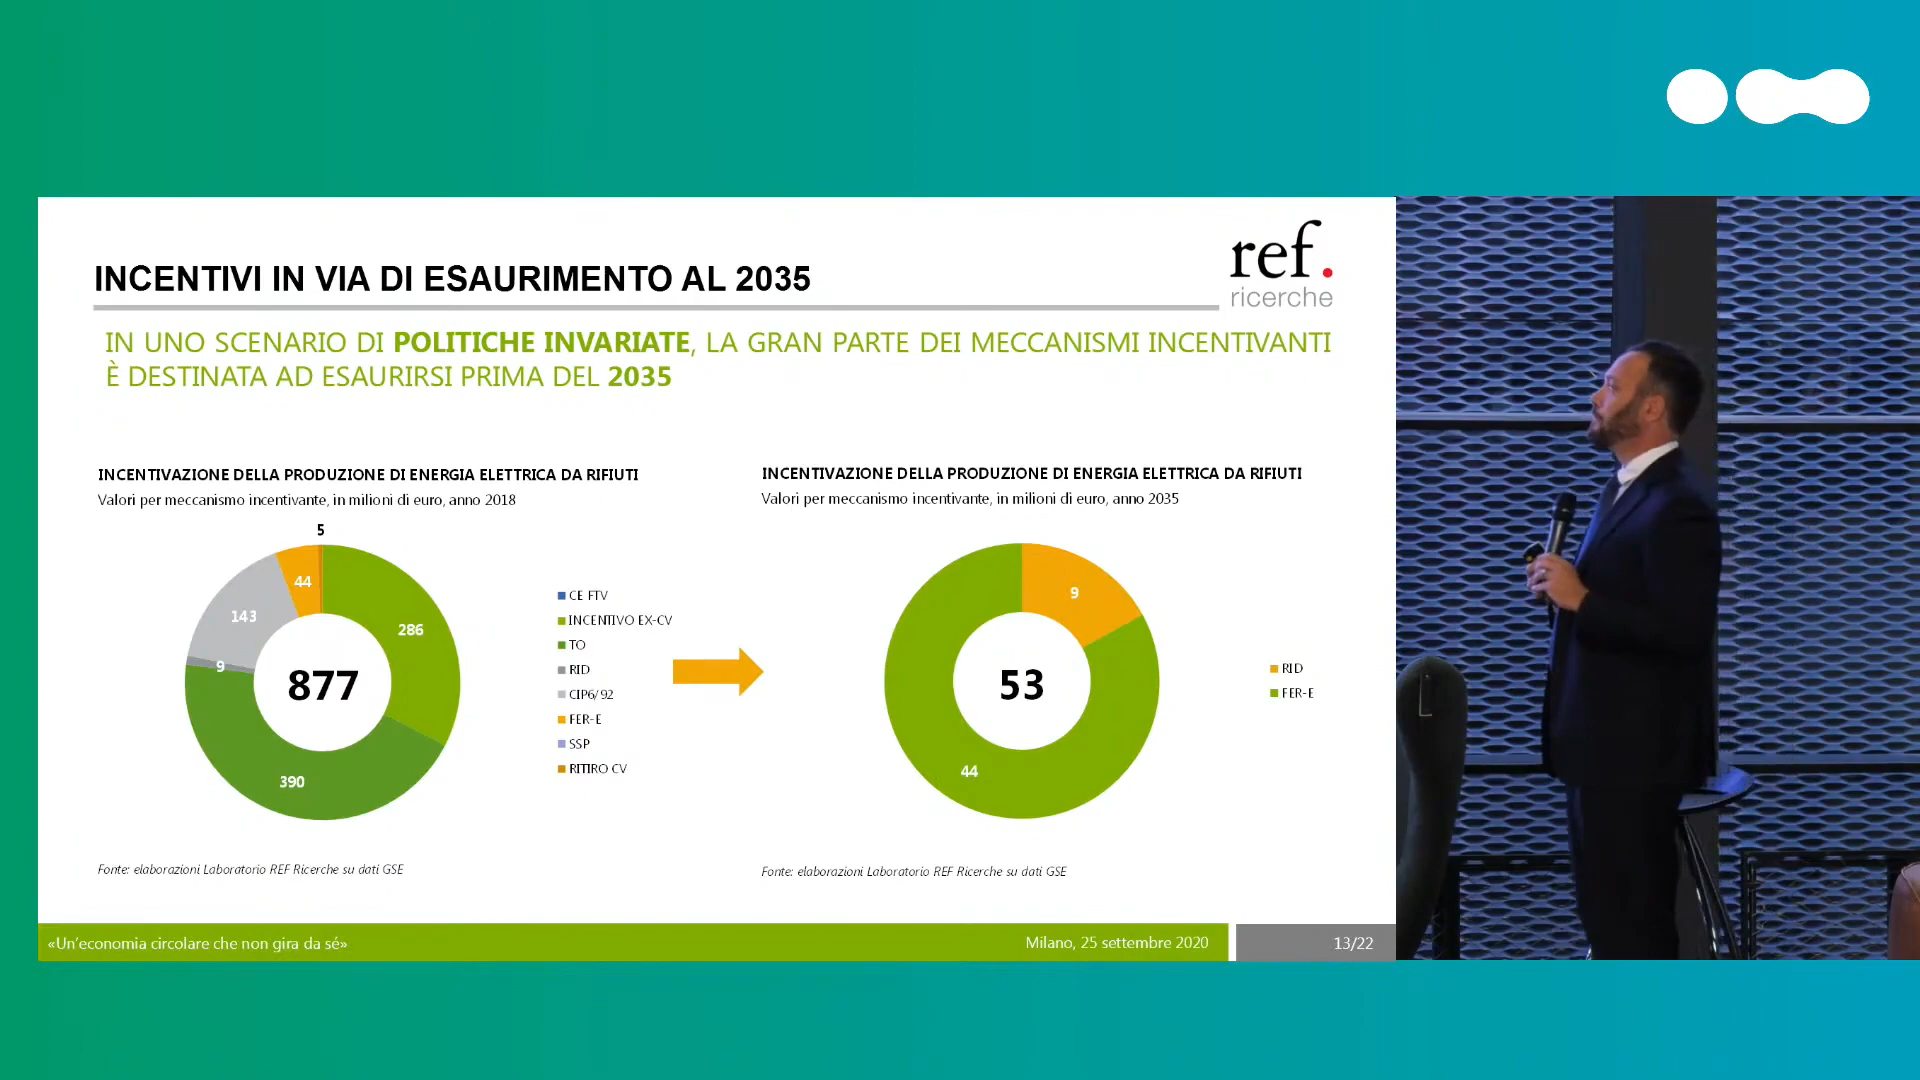 INCENTIVI IN VIA DI ESAURIMENTO AL 2035
ref.
ricerche
IN UNO SCENARIO DI POLITICHE INVARIATE, LA GRAN PARTE DEI MECCANISMI INCENTIVANTI
È DESTINATA AD ESAURIRSI PRIMA DEL 2035
INCENTIVAZIONE DELLA PRODUZIONE DI ENERGIA ELETTRICA DA RIFIUTI
Valori per meccanismo incentivante, in milioni di euro, anno 2018
5
44
143
286
9
877
390
CE FTV
INCENTIVO EX-CV
TO
RID
CIP6/92
FER-E
SSP
RITIRO CV
Fonte: elaborazioni Laboratorio REF Ricerche su dati GSE
INCENTIVAZIONE DELLA PRODUZIONE DI ENERGIA ELETTRICA DA RIFIUTI
Valori per meccanismo incentivante, in milioni di euro, anno 2035
9
53
44
RID
FER-E
Fonte: elaborazioni Laboratorio REF Ricerche su dati GSE
«Un'economia circolare che non gira da sé»
Milano, 25 settembre 2020
13/22